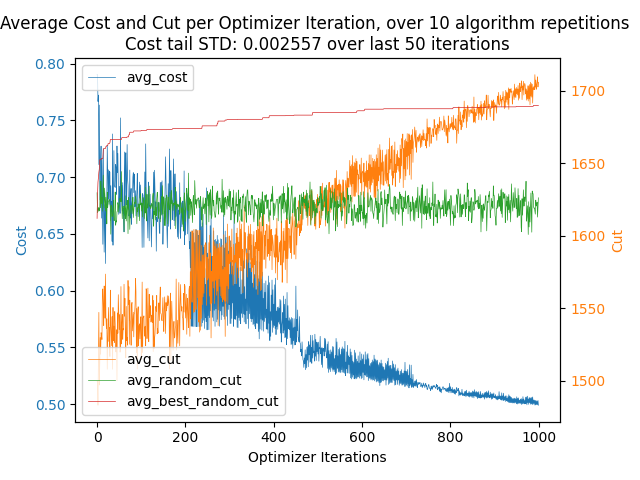 Average Cost and Cut per Optimizer Iteration, over 10 algorithm repetitions
Cost tail STD: 0.002557 over last 50 iterations
0.80
0.75
0.70
0.65
0.60
0.55
0.50
Cost
avg_cost
avg_cut
avg_random_cut
avg_best_random_cut
1700
1650
1600
1550
1500
Cut
0
200
400
600
800
1000
Optimizer Iterations